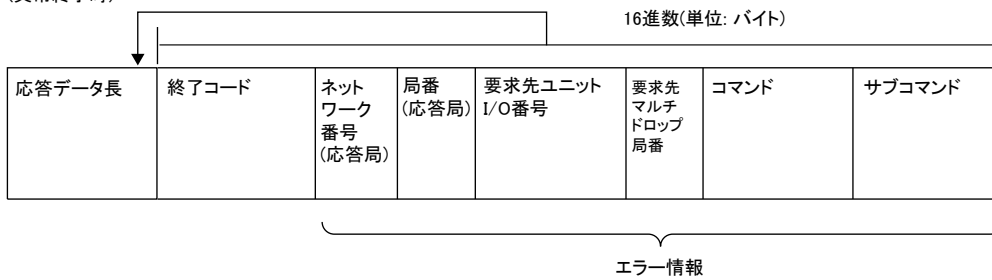 16進数(単位: バイト)
応答データ長
終了コード
ネット
ワーク
番号
(応答局)
局番
(応答局)
要求先ユニット
I/O番号
要求先
マルチ
ドロップ
局番
コマンド
サブコマンド
エラー情報